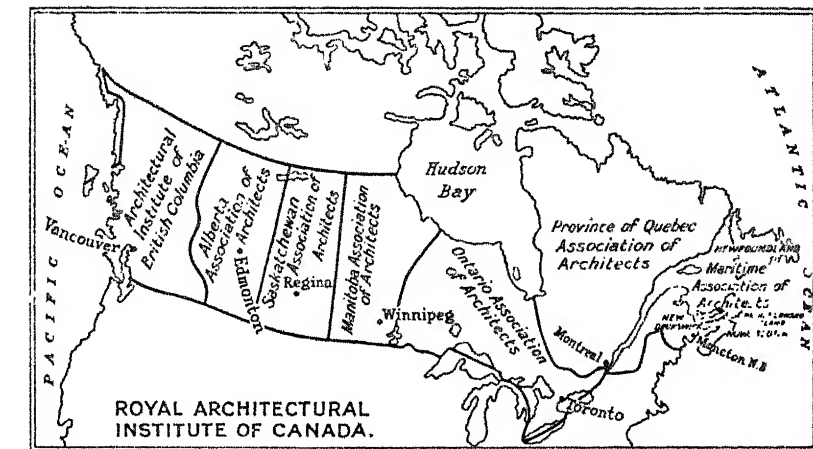 PACIFIC OCEAN
ATLANTIC
OCEAN
Architectural
Institute of
British Columbia
Vancouver
Alberta
Association of
Architects
Edmonton
Saskatchewan
Association of
Architects
Regina
Manitoba Association
of Architects
Winnipeg
Hudson
Bay
Ontario Association
of Architects
Province of Quebec
Association of
Architects
NEWFOUNDLAND
Maritime
Association of
Architects
NEW
BRUNSWICK
Montreal
Moncton N.B
Toronto
ROYAL ARCHITECTURAL
INSTITUTE OF CANADA.